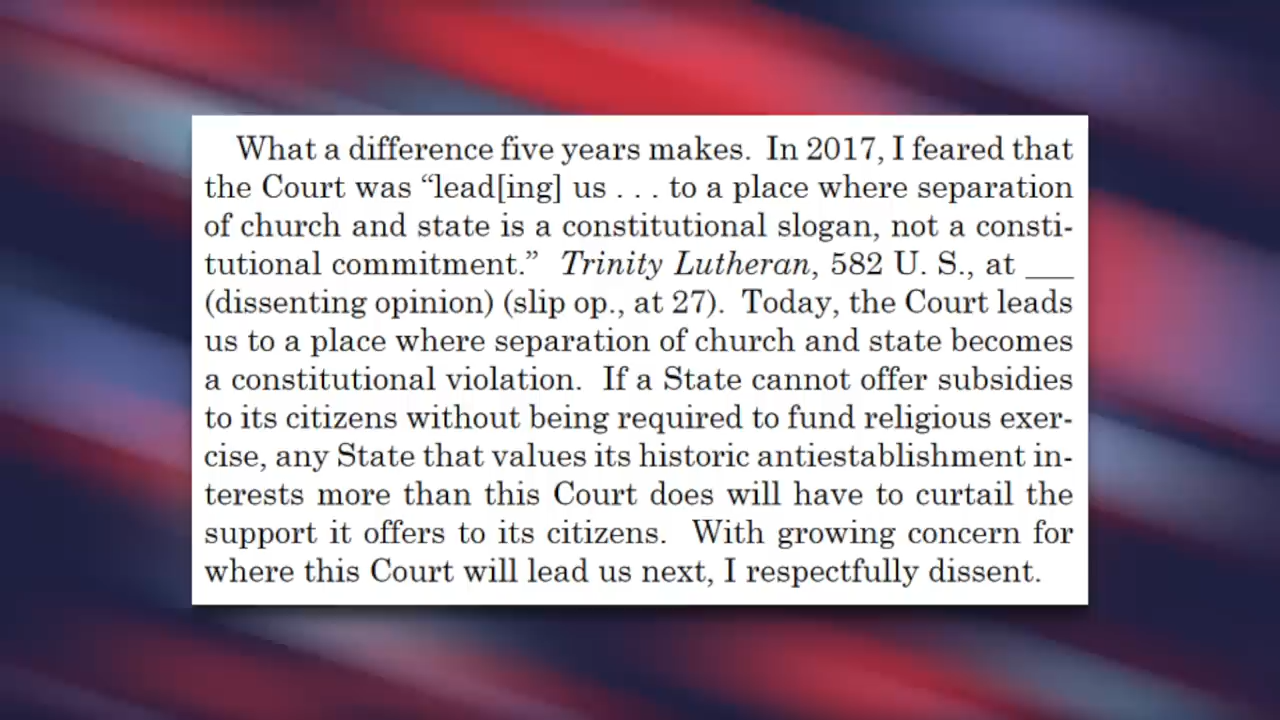 What a difference five years makes. In 2017, I feared that
the Court was “lead[ing] us . . . to a place where separation
of church and state is a constitutional slogan, not a consti-
tutional commitment.” Trinity Lutheran, 582 U. S., at ___
(dissenting opinion) (slip op., at 27). Today, the Court leads
us to a place where separation of church and state becomes
a constitutional violation. If a State cannot offer subsidies
to its citizens without being required to fund religious exer-
cise, any State that values its historic antiestablishment in-
terests more than this Court does will have to curtail the
support it offers to its citizens. With growing concern for
where this Court will lead us next, I respectfully dissent.